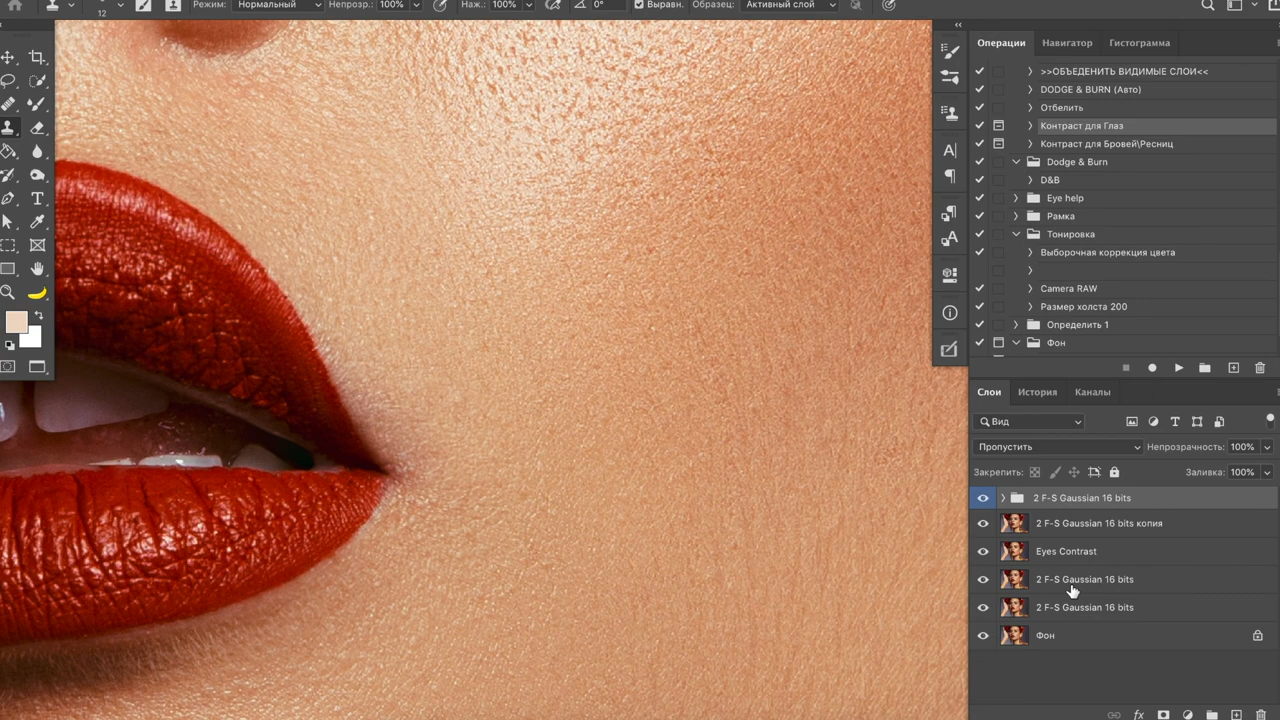 12
Режим: Нормальный Непрозр.: 100% Наж.: 100% 0° Выравн. Образец: Активный слой
Операции Навигатор Гистограмма
>>ОБЪЕДЕНИТЬ ВИДИМЫЕ СЛОИ<<
DODGE & BURN (Авто)
Отбелить
Контраст для Глаз
Контраст для Бровей\Ресниц
Dodge & Burn
D&B
Eye help
Рамка
Тонировка
Выборочная коррекция цвета
Camera RAW
Размер холста 200
Определить 1
Фон
Слои История Каналы
Вид
Пропустить Непрозрачность: 100%
Закрепить: Заливка: 100%
2 F-S Gaussian 16 bits
2 F-S Gaussian 16 bits копия
Eyes Contrast
2 F-S Gaussian 16 bits
2 F-S Gaussian 16 bits
Фон
fx